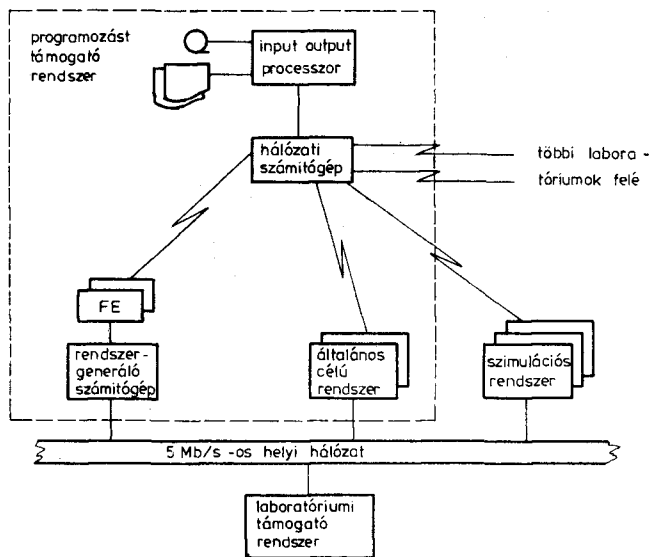 programozást
támogató
rendszer
input output
processzor
hálózati
számítógép
többi labora -
tóriumok felé
FE
rendszer -
generáló
számítógép
általános
célú
rendszer
szimulációs
rendszer
5 Mb/s -os helyi hálózat
laboratóriumi
támogató
rendszer